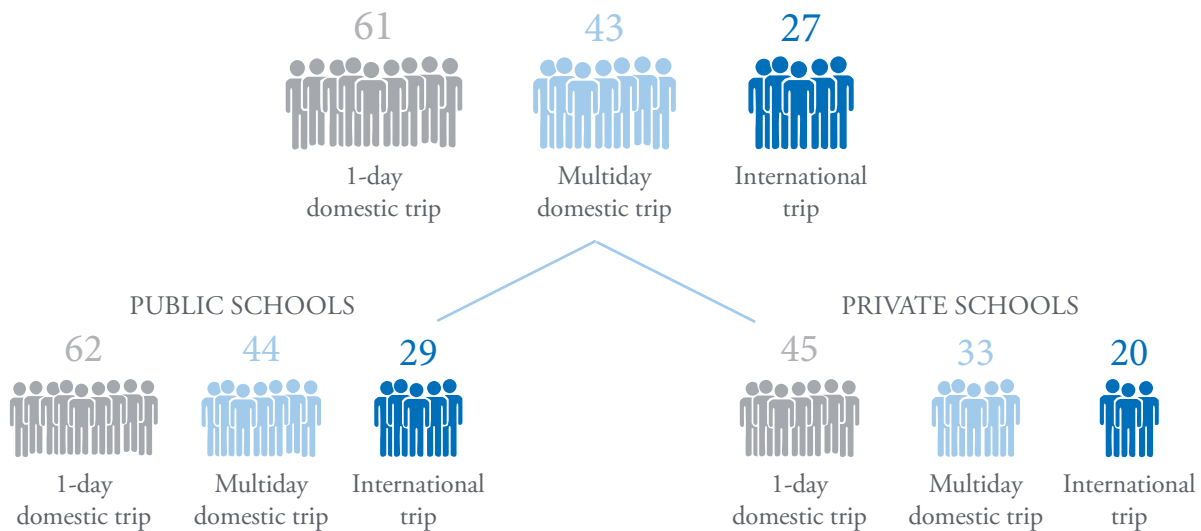 61 43 27
1-day Multiday International
domestic trip domestic trip trip
PUBLIC SCHOOLS PRIVATE SCHOOLS
62 44 29 45 33 20
1-day Multiday International 1-day Multiday International
domestic trip domestic trip trip domestic trip domestic trip trip